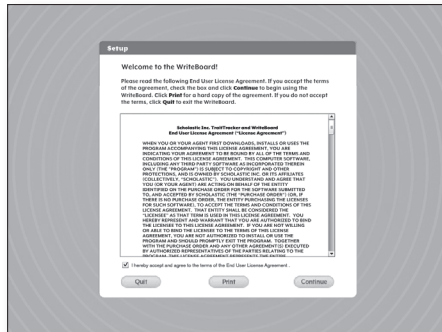 Setup
Welcome to the WriteBoard!
Please read the following End User License Agreement. If you accept the terms
of the agreement, check the box and click Continue to begin using the
WriteBoard. Click Print for a hard copy of the agreement. If you do not accept
the terms, click Quit to exit the WriteBoard.
Scholastic Inc. TraitTracker and WriteBoard
End User License Agreement ("License Agreement")
WHEN YOU OR YOUR AGENT FIRST DOWNLOADS, INSTALLS OR USES THE
PROGRAM ACCOMPANYING THIS LICENSE AGREEMENT, YOU ARE
INDICATING YOUR AGREEMENT TO BE BOUND BY ALL OF THE TERMS AND
CONDITIONS OF THIS LICENSE AGREEMENT. THIS COMPUTER SOFTWARE,
INCLUDING ANY THIRD PARTY SOFTWARE AS INCORPORATED THEREIN
ONLY (THE "PROGRAM") IS SUBJECT TO COPYRIGHT AND OTHER
PROTECTIONS, AND IS OWNED BY SCHOLASTIC INC. OR ITS AFFILIATES
(COLLECTIVELY, "SCHOLASTIC"). YOU UNDERSTAND AND AGREE THAT
YOU (OR YOUR AGENT) ARE ACTING ON BEHALF OF THE ENTITY
IDENTIFIED ON THE PURCHASE ORDER FOR THE SOFTWARE SUBMITTED
TO, AND ACCEPTED BY SCHOLASTIC (THE "PURCHASE ORDER") (OR, IF
THERE IS NO PURCHASE ORDER, THE ENTITY PURCHASING THE LICENSES
FOR SUCH SOFTWARE), TO ACCEPT THE TERMS AND CONDITIONS OF THIS
LICENSE AGREEMENT. THAT ENTITY SHALL BE CONSIDERED THE
"LICENSEE" AS THAT TERM IS USED IN THIS LICENSE AGREEMENT. YOU
HEREBY REPRESENT AND WARRANT THAT YOU ARE AUTHORIZED TO BIND
THE LICENSEE TO THIS LICENSE AGREEMENT. IF YOU ARE NOT WILLING
OR ABLE TO BIND THE LICENSEE TO THE TERMS OF THIS LICENSE
AGREEMENT, YOU ARE NOT AUTHORIZED TO INSTALL OR USE THE
PROGRAM AND SHOULD PROMPTLY EXIT THE PROGRAM. TOGETHER
WITH THE PURCHASE ORDER AND ANY OTHER AGREEMENT(S) EXECUTED
BY AUTHORIZED REPRESENTATIVES OF THE PARTIES RELATING TO THE
PROGRAM, THIS LICENSE AGREEMENT REPRESENTS THE ENTIRE
I hereby accept and agree to the terms of the End User License Agreement.
Quit
Print
Continue